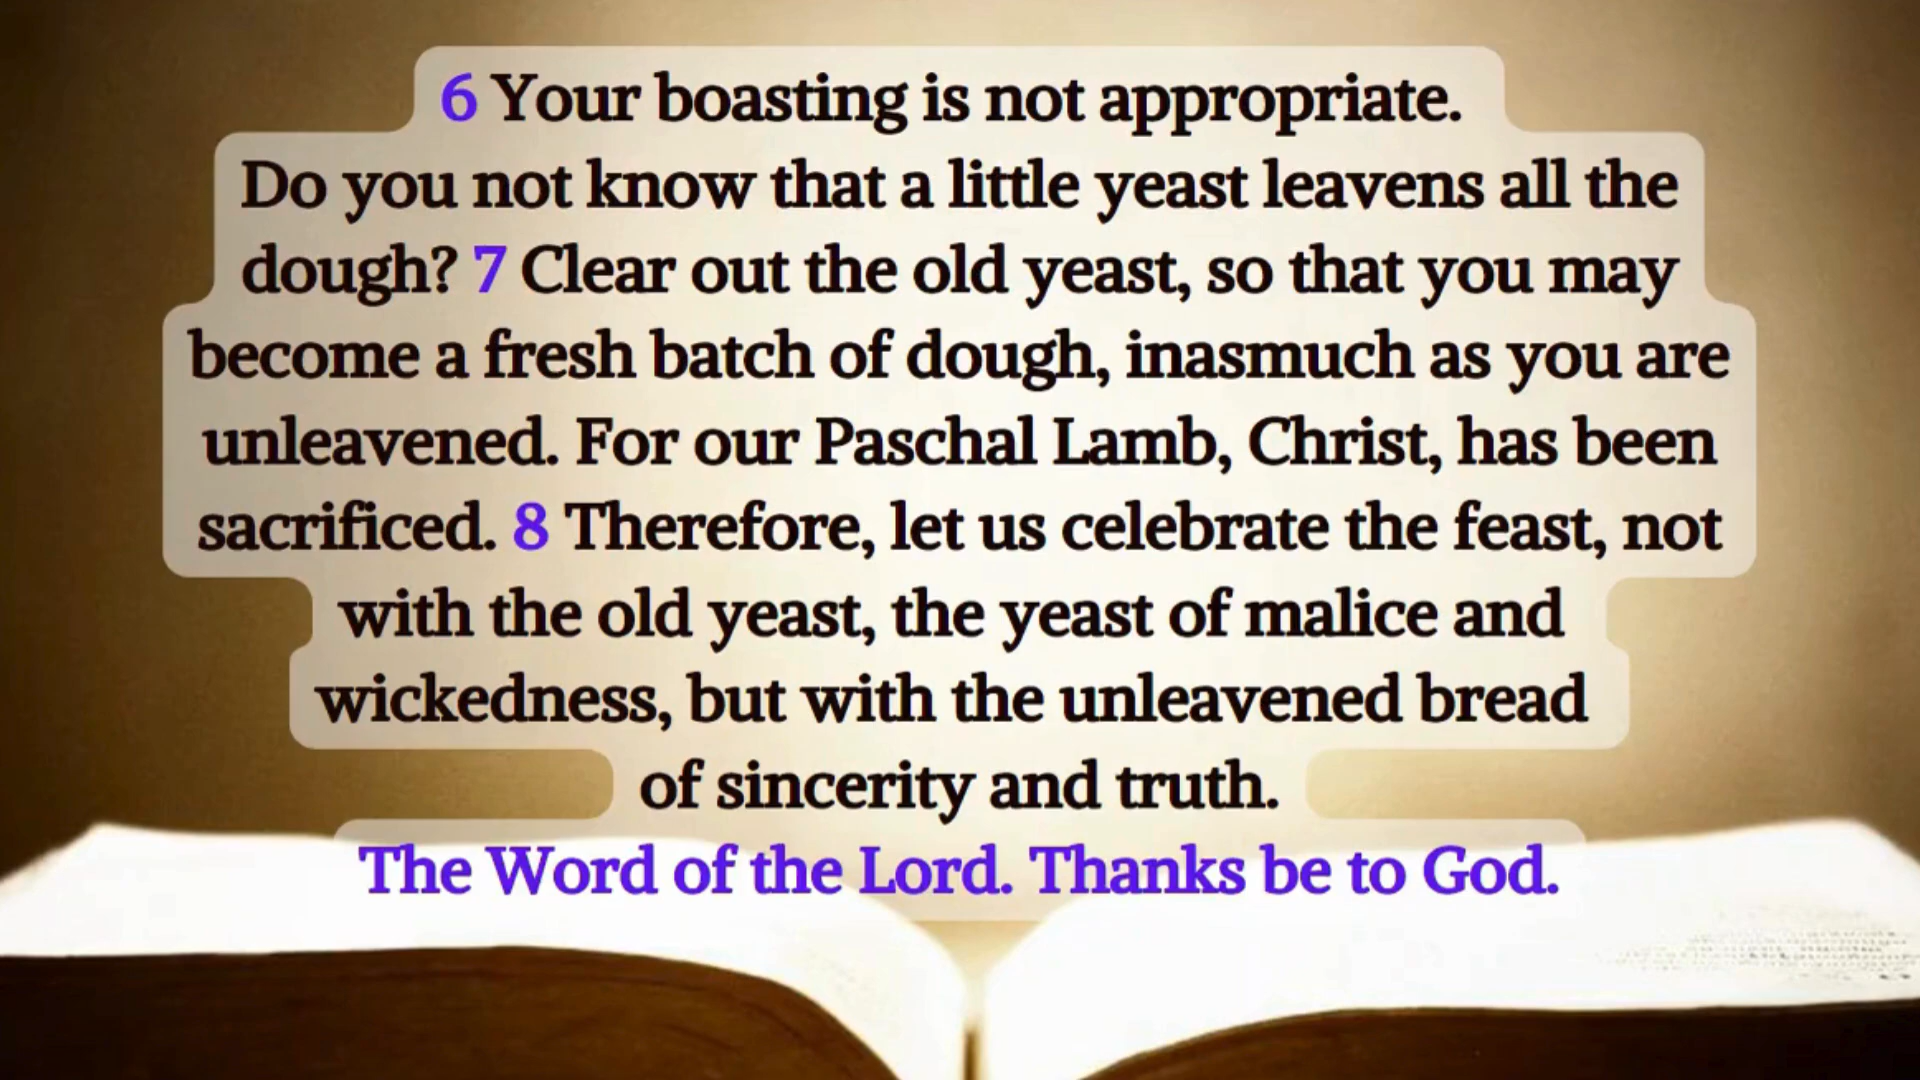 6 Your boasting is not appropriate.
Do you not know that a little yeast leavens all the
dough? 7 Clear out the old yeast, so that you may
become a fresh batch of dough, inasmuch as you are
unleavened. For our Paschal Lamb, Christ, has been
sacrificed. 8 Therefore, let us celebrate the feast, not
with the old yeast, the yeast of malice and
wickedness, but with the unleavened bread
of sincerity and truth.
The Word of the Lord. Thanks be to God.